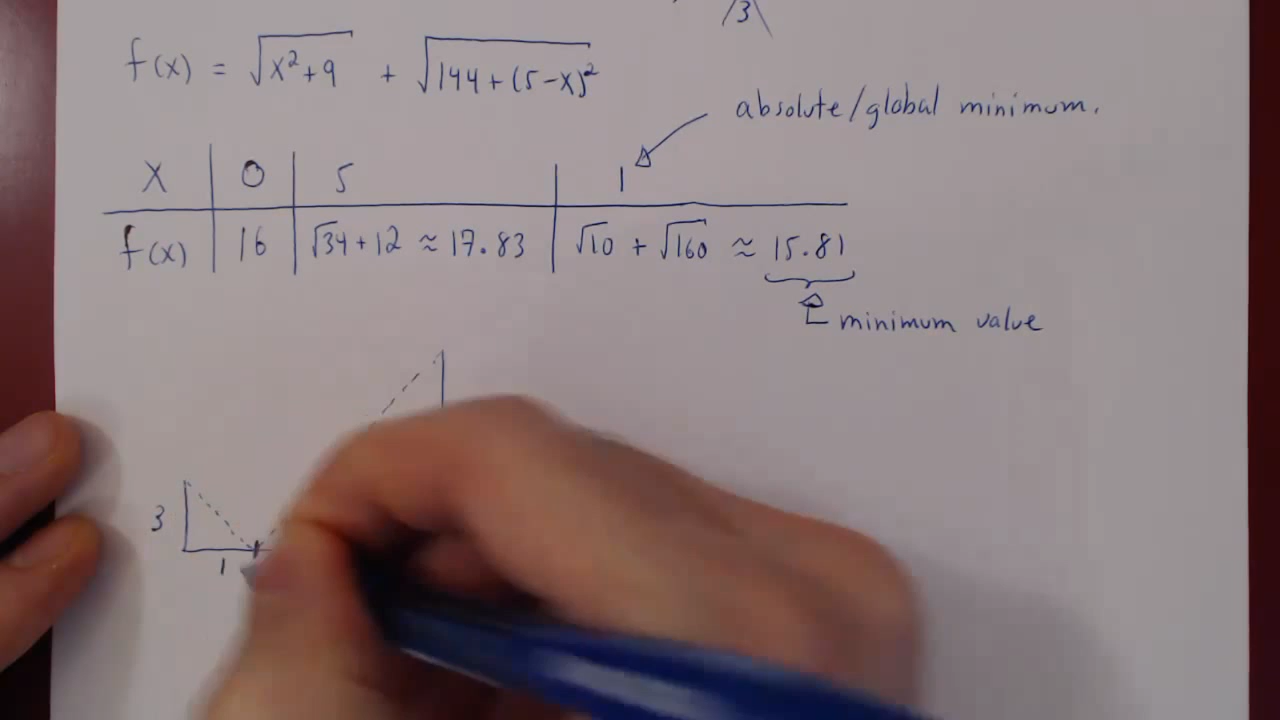 /3\
f(x) = √x²+9 + √144+(5-x)²
absolute/global minimum.
x 0 5 1
f(x) 16 √34+12 ≈ 17.83 √10 + √160 ≈ 15.81
minimum value
3
1